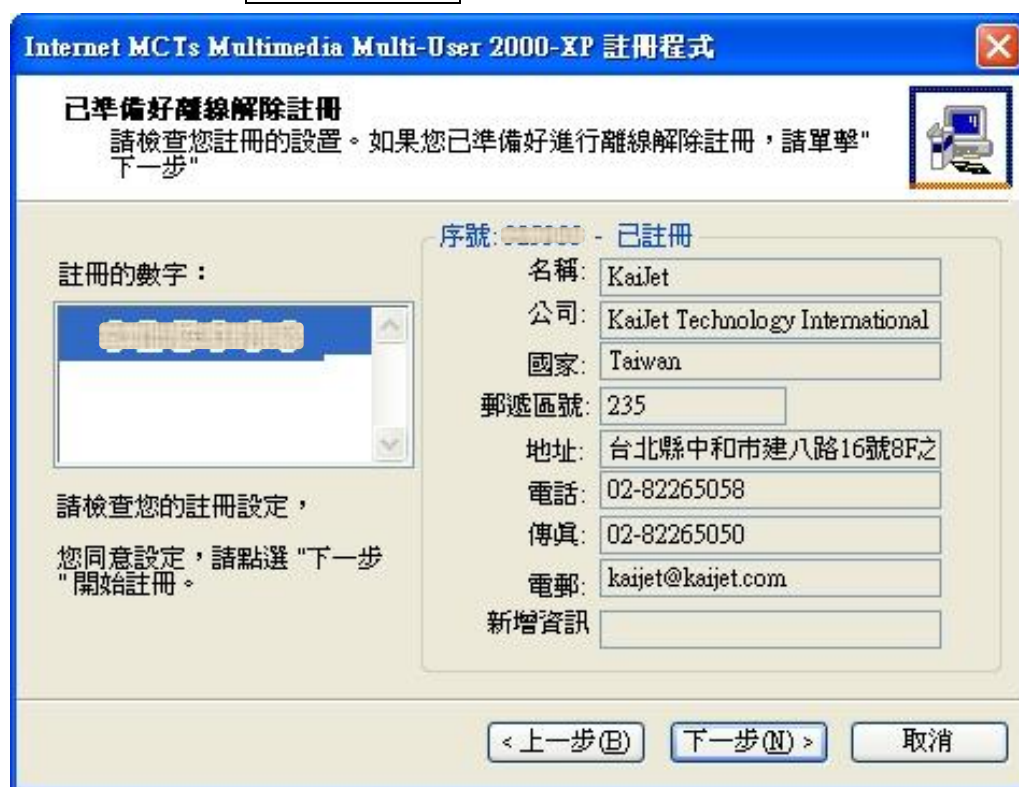 Internet MCTs Multimedia Multi-User 2000-XP 註冊程式
已準備好離線解除註冊
請檢查您註冊的設置。如果您已準備好進行離線解除註冊，請單擊"
下一步"
註冊的數字：
請檢查您的註冊設定，
您同意設定，請點選 "下一步
" 開始註冊。
序號: - 已註冊
名稱: KaiJet
公司: KaiJet Technology International
國家: Taiwan
郵遞區號: 235
地址: 台北縣中和市建八路16號8F之
電話: 02-82265058
傳眞: 02-82265050
電郵: kaijet@kaijet.com
新增資訊
<上一步(B) 下一步(N)> 取消